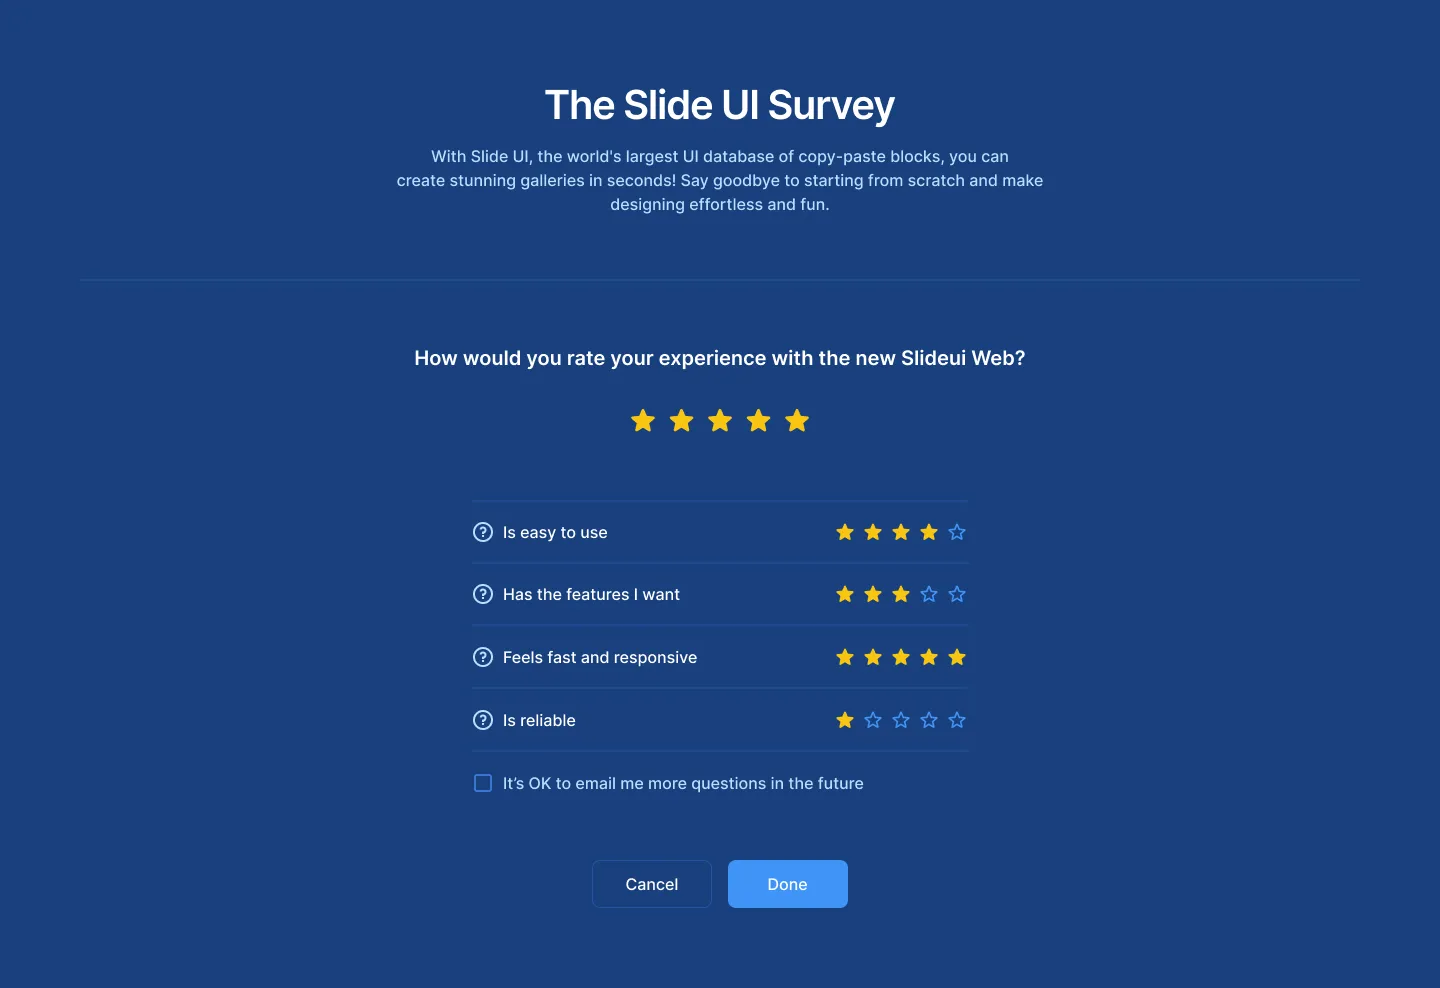 The Slide UI Survey
With Slide UI, the world's largest UI database of copy-paste blocks, you can
create stunning galleries in seconds! Say goodbye to starting from scratch and make
designing effortless and fun.
How would you rate your experience with the new Slideui Web?
Is easy to use
Has the features I want
Feels fast and responsive
Is reliable
It’s OK to email me more questions in the future
Cancel
Done